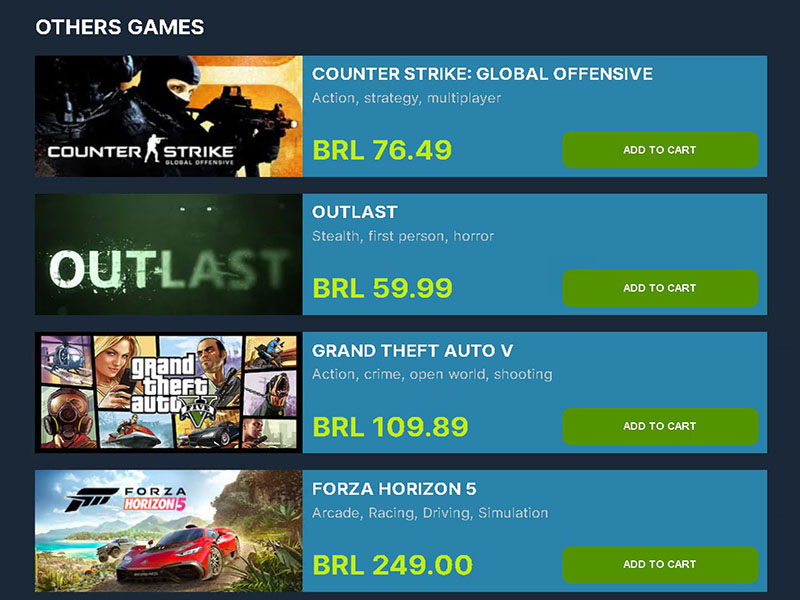 OTHERS GAMES
COUNTER STRIKE
GLOBAL OFFENSIVE
COUNTER STRIKE: GLOBAL OFFENSIVE
Action, strategy, multiplayer
BRL 76.49
ADD TO CART
OUTLAST
OUTLAST
Stealth, first person, horror
BRL 59.99
ADD TO CART
grand
theft
auto
FIVE
GRAND THEFT AUTO V
Action, crime, open world, shooting
BRL 109.89
ADD TO CART
FORZA
HORIZON 5
FORZA HORIZON 5
Arcade, Racing, Driving, Simulation
BRL 249.00
ADD TO CART